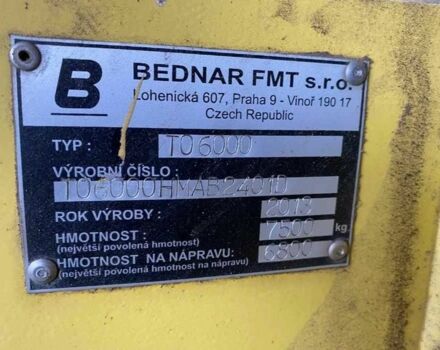 B
BEDNAR FMT s.r.o.
Lohenická 607, Praha 9 - Vinoř 190 17
Czech Republic
TYP : TO 6000
VÝROBNÍ ČÍSLO :
TO6000HMAB2401D
ROK VÝROBY : 2013
HMOTNOST : 7500 kg
(největší povolená hmotnost)
HMOTNOST NA NÁPRAVU: 6800
(největší povolená hmotnost na nápravu)